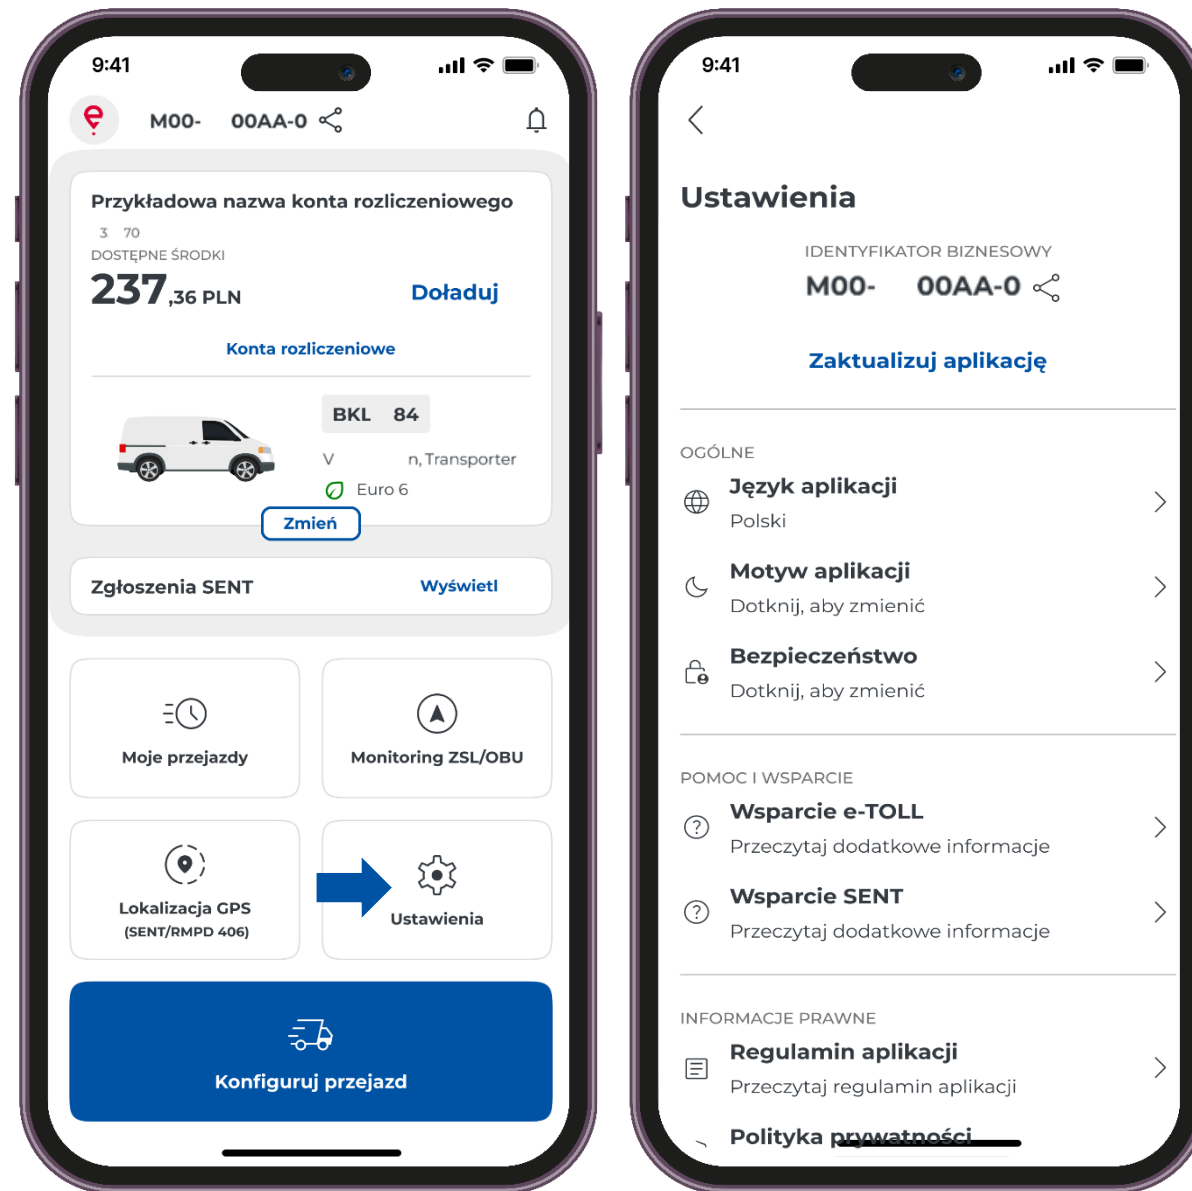 9:41
M00- 00AA-0
Przykładowa nazwa konta rozliczeniowego
3 70
DOSTĘPNE ŚRODKI
237,36 PLN
Doładuj
Konta rozliczeniowe
BKL 84
V n, Transporter
Euro 6
Zmień
Zgłoszenia SENT
Wyświetl
Moje przejazdy
Monitoring ZSL/OBU
Lokalizacja GPS
(SENT/RMPD 406)
Ustawienia
Konfiguruj przejazd
9:41
Ustawienia
IDENTYFIKATOR BIZNESOWY
M00- 00AA-0
Zaktualizuj aplikację
OGÓLNE
Język aplikacji
Polski
Motyw aplikacji
Dotknij, aby zmienić
Bezpieczeństwo
Dotknij, aby zmienić
POMOC I WSPARCIE
Wsparcie e-TOLL
Przeczytaj dodatkowe informacje
Wsparcie SENT
Przeczytaj dodatkowe informacje
INFORMACJE PRAWNE
Regulamin aplikacji
Przeczytaj regulamin aplikacji
Polityka prywatności